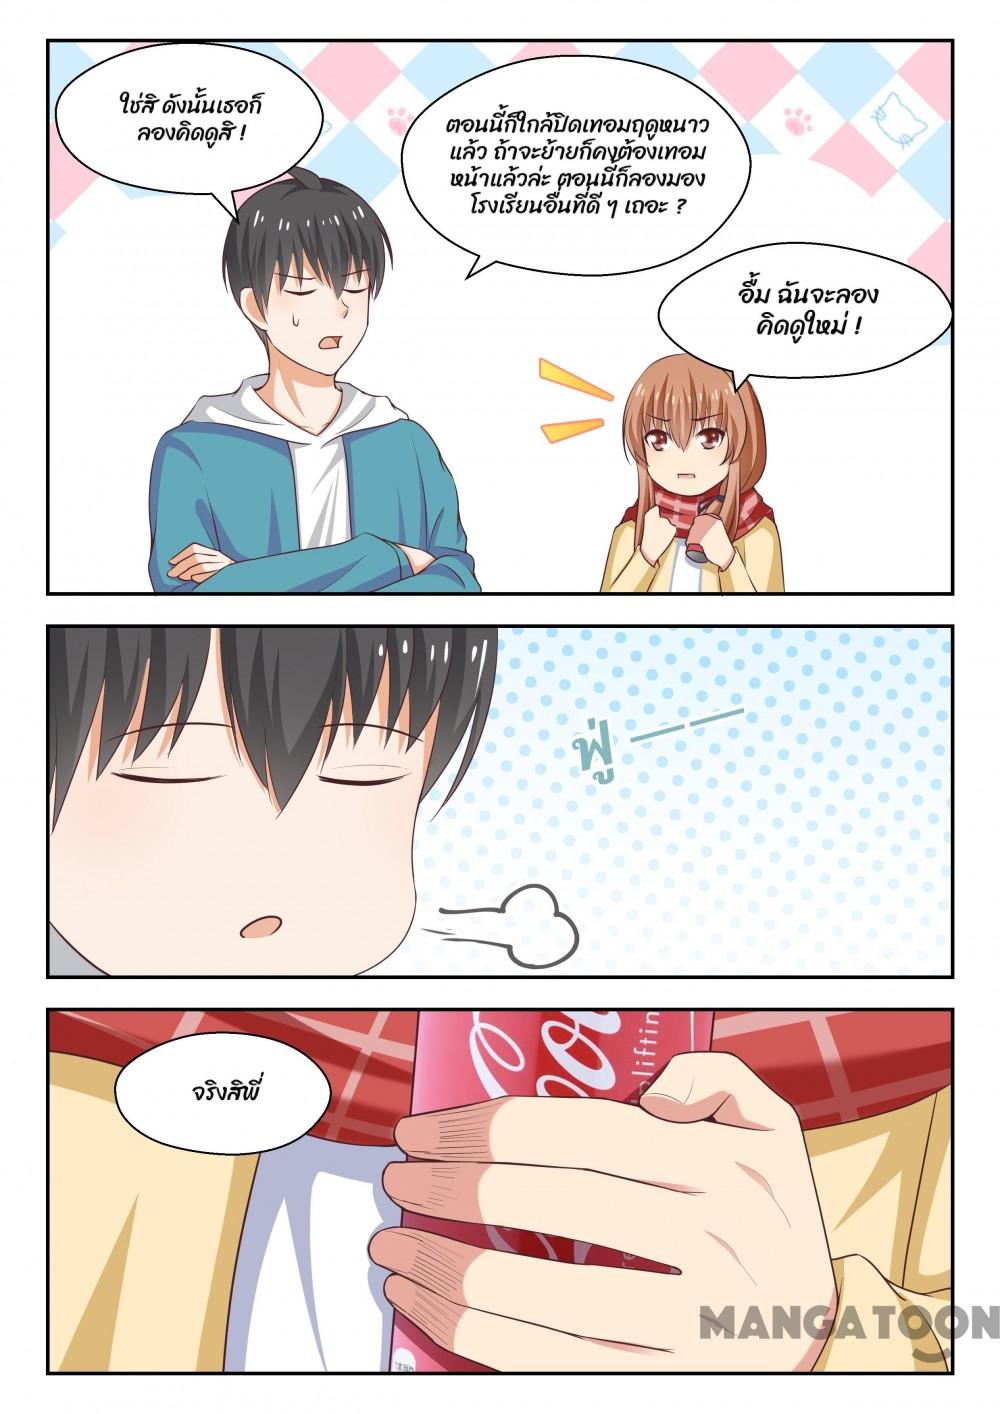 ใช่สิ ดังนั้นเธอก็
ลองคิดดูสิ !
ตอนนี้ก็ใกล้ปิดเทอมฤดูหนาว
แล้ว ถ้าจะย้ายก็คงต้องเทอม
หน้าแล้วล่ะ ตอนนี้ก็ลองมอง
โรงเรียนอื่นที่ดี ๆ เถอะ ?
อื้ม ฉันจะลอง
คิดดูใหม่ !
ฟู่ ——
จริงสิพี่
uplifting
MANGATOON